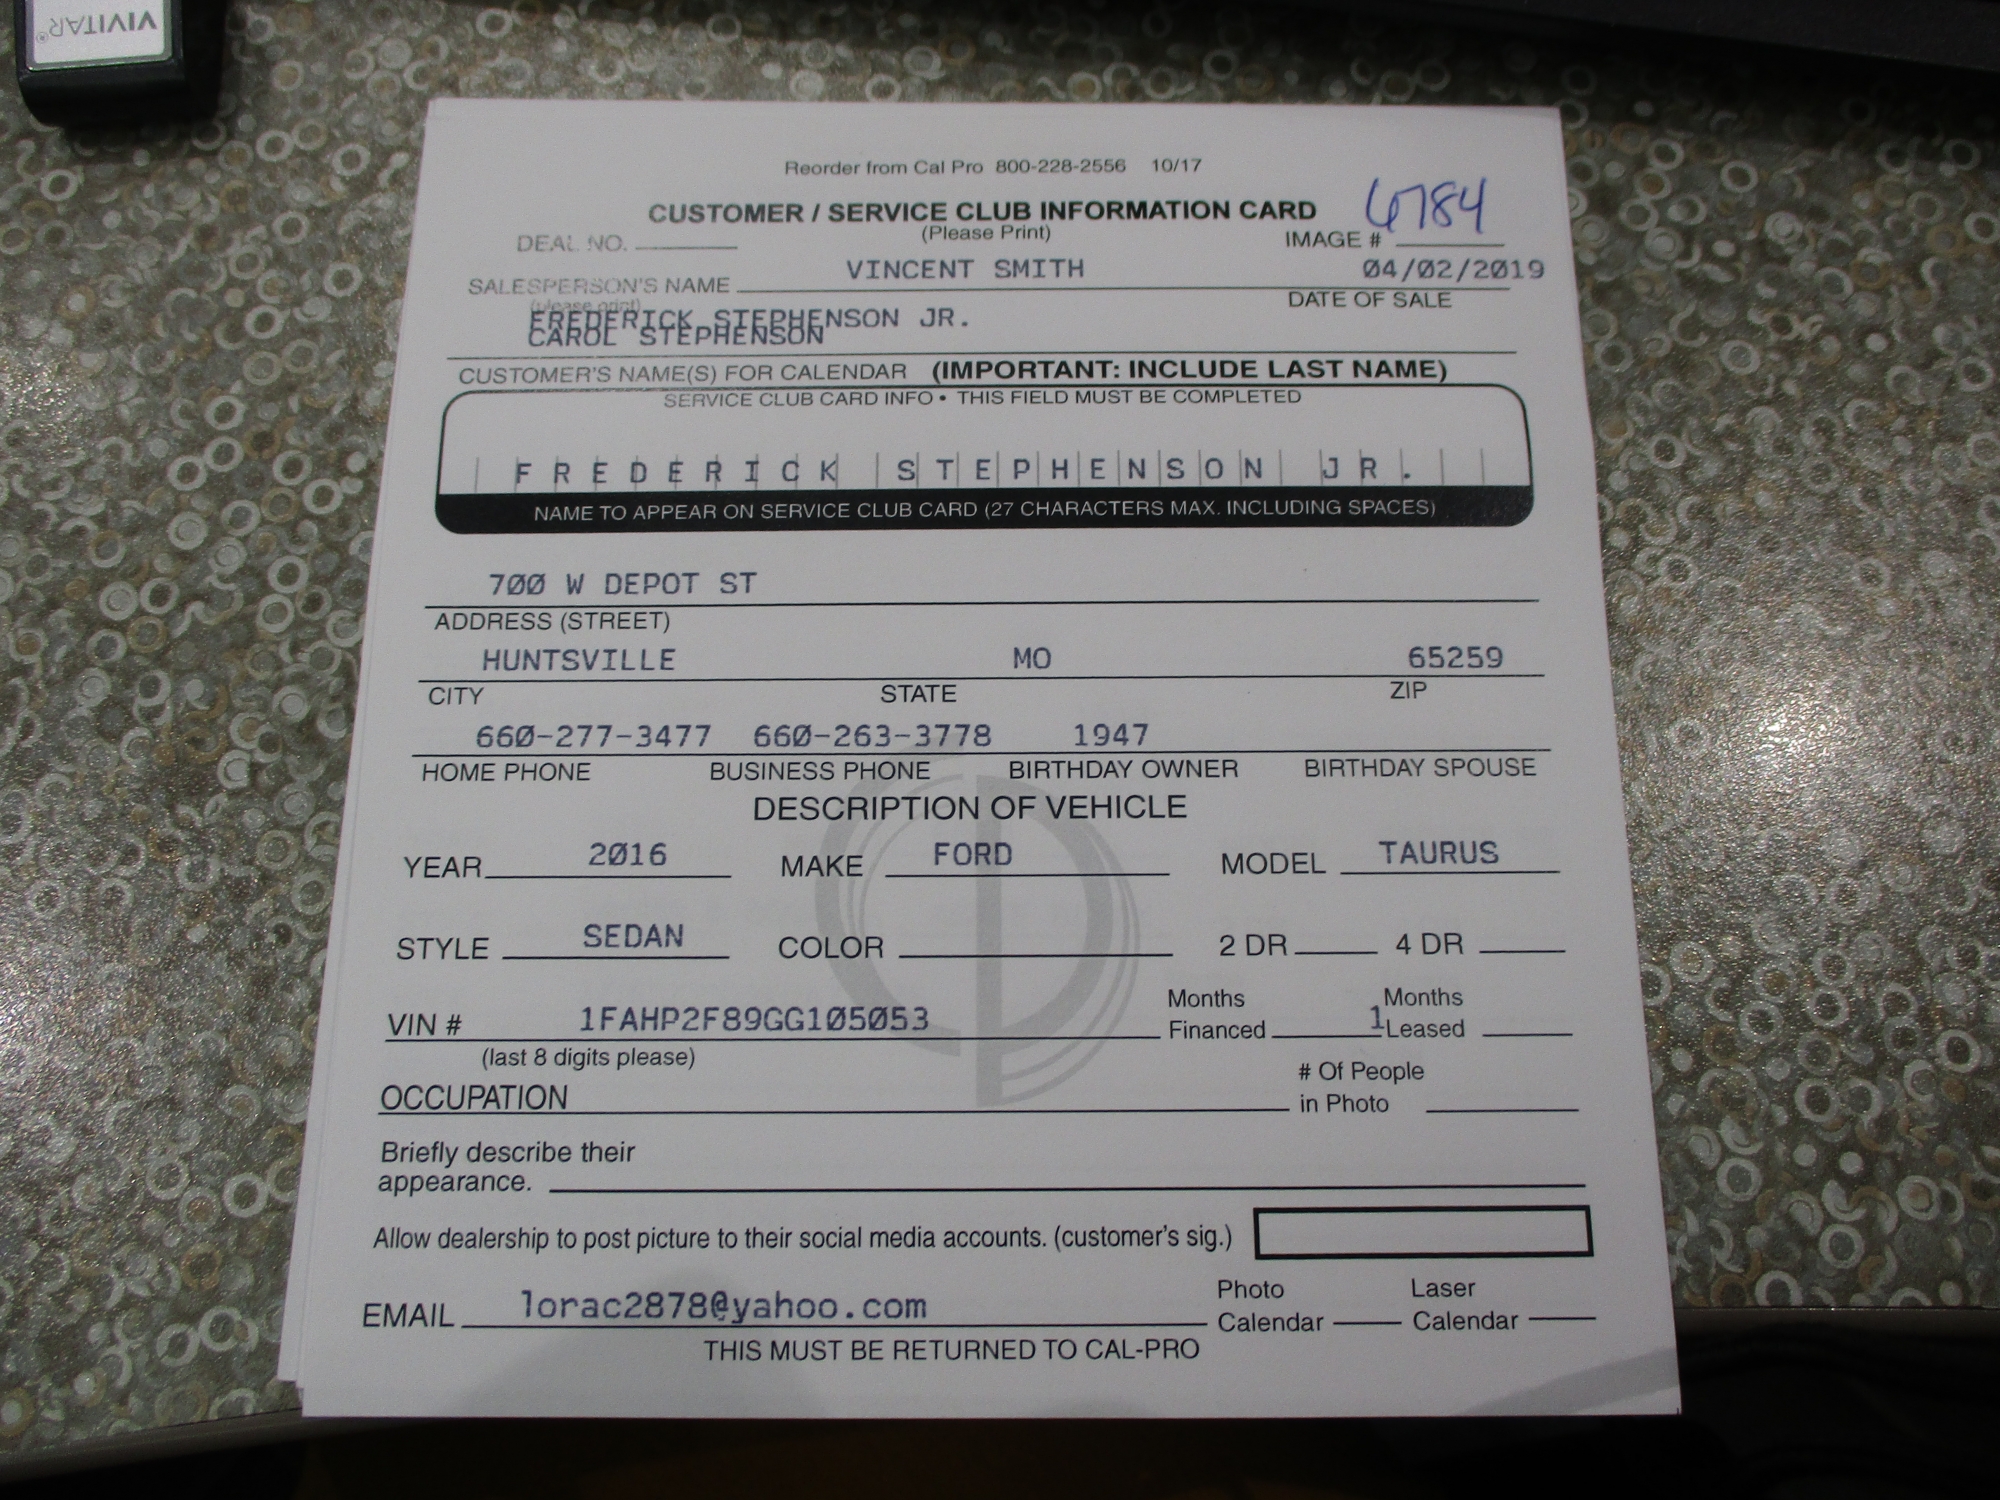 VIVITAR®
Reorder from Cal Pro 800-228-2556 10/17
CUSTOMER / SERVICE CLUB INFORMATION CARD
6784
DEAL NO.
(Please Print)
IMAGE #
VINCENT SMITH
04/02/2019
SALESPERSON'S NAME
DATE OF SALE
(please print)
FREDERICK STEPHENSON JR.
CAROL STEPHENSON
CUSTOMER'S NAME(S) FOR CALENDAR (IMPORTANT: INCLUDE LAST NAME)
SERVICE CLUB CARD INFO • THIS FIELD MUST BE COMPLETED
FREDERICK STEPHENSON JR.
NAME TO APPEAR ON SERVICE CLUB CARD (27 CHARACTERS MAX. INCLUDING SPACES)
700 W DEPOT ST
ADDRESS (STREET)
HUNTSVILLE MO 65259
CITY STATE ZIP
660-277-3477 660-263-3778 1947
HOME PHONE BUSINESS PHONE BIRTHDAY OWNER BIRTHDAY SPOUSE
DESCRIPTION OF VEHICLE
YEAR 2016 MAKE FORD MODEL TAURUS
STYLE SEDAN COLOR 2 DR 4 DR
Months Months
VIN # 1FAHP2F89GG105053 Financed 1 Leased
(last 8 digits please)
# Of People
OCCUPATION in Photo
Briefly describe their
appearance.
Allow dealership to post picture to their social media accounts. (customer's sig.)
Photo Laser
EMAIL lorac2878@yahoo.com Calendar Calendar
THIS MUST BE RETURNED TO CAL-PRO